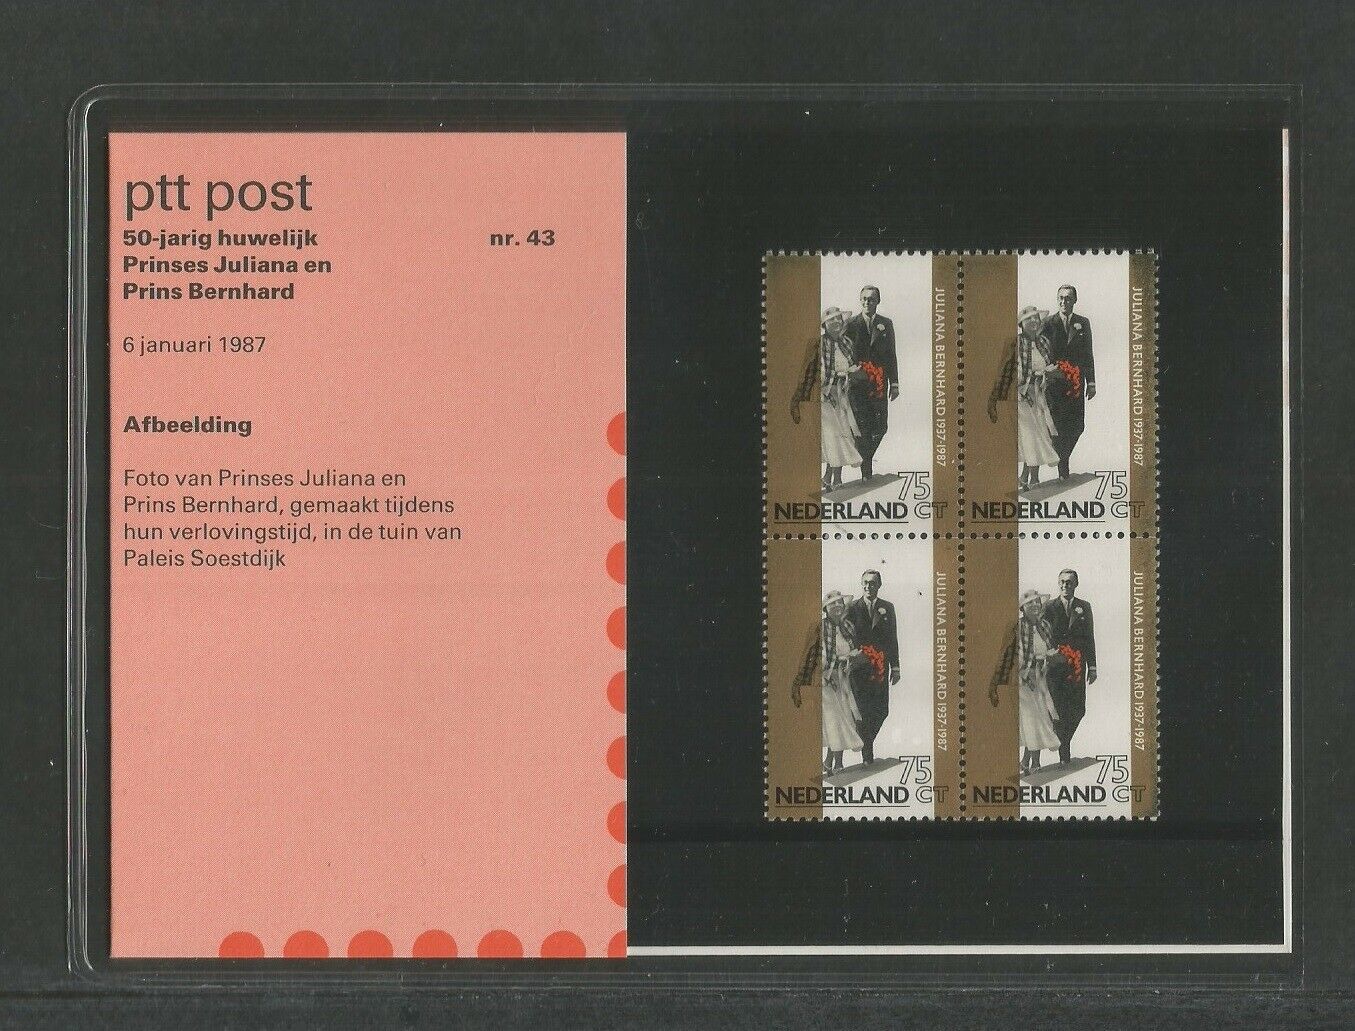 ptt post
50-jarig huwelijk nr. 43
Prinses Juliana en
Prins Bernhard
6 januari 1987
Afbeelding
Foto van Prinses Juliana en
Prins Bernhard, gemaakt tijdens
hun verlovingstijd, in de tuin van
Paleis Soestdijk
JULIANA BERNHARD 1937-1987
75
NEDERLAND CT
JULIANA BERNHARD 1937-1987
75
NEDERLAND CT
JULIANA BERNHARD 1937-1987
75
NEDERLAND CT
JULIANA BERNHARD 1937-1987
75
NEDERLAND CT